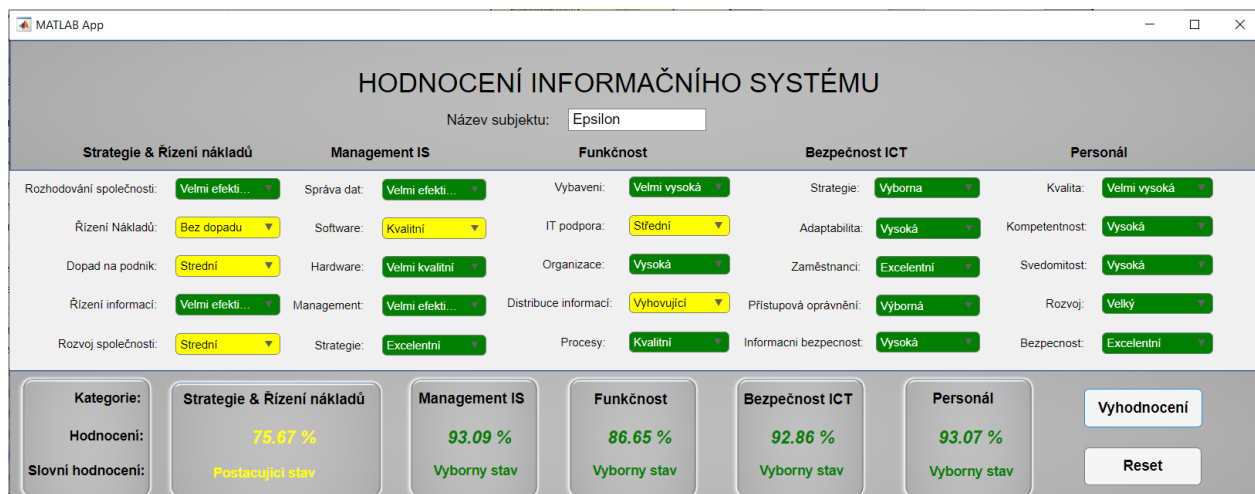 MATLAB App
HODNOCENÍ INFORMAČNÍHO SYSTÉMU
Název subjektu: Epsilon
Strategie & Řízení nákladů Management IS Funkčnost Bezpečnost ICT Personál
Rozhodování společnosti: Velmi efekti... Správa dat: Velmi efekti... Vybaveni: Velmi vysoká Strategie: Vyborna Kvalita: Velmi vysoká
Řízení Nákladů: Bez dopadu Software: Kvalitní IT podpora: Střední Adaptabilita: Vysoká Kompetentnost: Vysoká
Dopad na podnik: Strední Hardware: Velmi kvalitní Organizace: Vysoká Zaměstnanci: Excelentní Svedomitost: Vysoká
Řízení informací: Velmi efekti... Management: Velmi efekti... Distribuce informací: Vyhovující Přístupová oprávnění: Výborná Rozvoj: Velký
Rozvoj společnosti: Strední Strategie: Excelentní Procesy: Kvalitní Informacni bezpecnost: Vysoká Bezpecnost: Excelentní
Kategorie: Strategie & Řízení nákladů Management IS Funkčnost Bezpečnost ICT Personál
Hodnocení: 75.67 % 93.09 % 86.65 % 92.86 % 93.07 %
Slovní hodnocení: Postacujici stav Vyborny stav Vyborny stav Vyborny stav Vyborny stav
Vyhodnocení
Reset